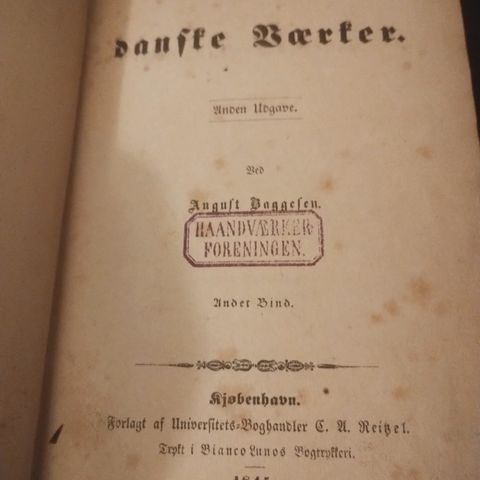 danske Værker.
Anden Udgave.
Ved
August Baggesen.
HAANDVÆRKER-
FORENINGEN.
Andet Bind.
Kjøbenhavn.
Forlagt af Universitets-Boghandler C. A. Reitzel.
Trykt i Bianco Lunos Bogtrykkeri.